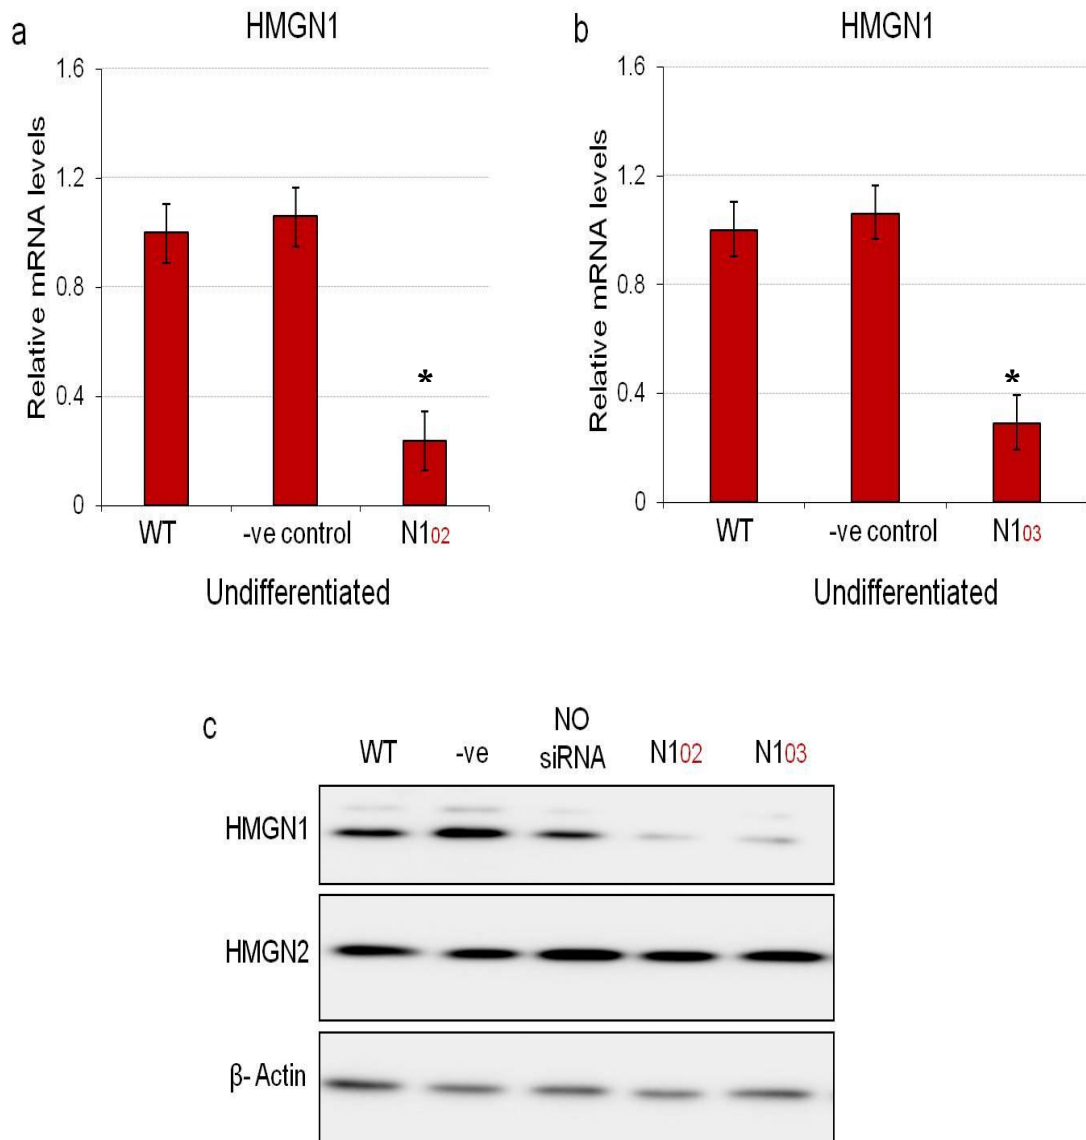 a
HMGN1
Relative mRNA levels
1.6
1.2
0.8
0.4
0
*
WT
-ve control
N102
Undifferentiated
b
HMGN1
Relative mRNA levels
1.6
1.2
0.8
0.4
0
*
WT
-ve control
N103
Undifferentiated
c
WT
-ve
NO
siRNA
N102
N103
HMGN1
HMGN2
β- Actin